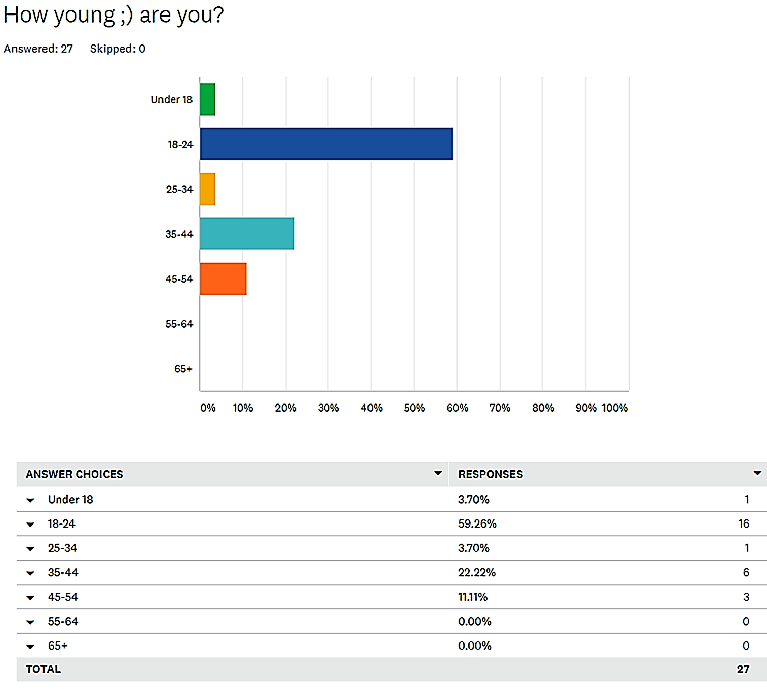 How young ;) are you?
Answered: 27 Skipped: 0
Under 18
18-24
25-34
35-44
45-54
55-64
65+
0% 10% 20% 30% 40% 50% 60% 70% 80% 90% 100%
ANSWER CHOICES RESPONSES
Under 18 3.70% 1
18-24 59.26% 16
25-34 3.70% 1
35-44 22.22% 6
45-54 11.11% 3
55-64 0.00% 0
65+ 0.00% 0
TOTAL 27